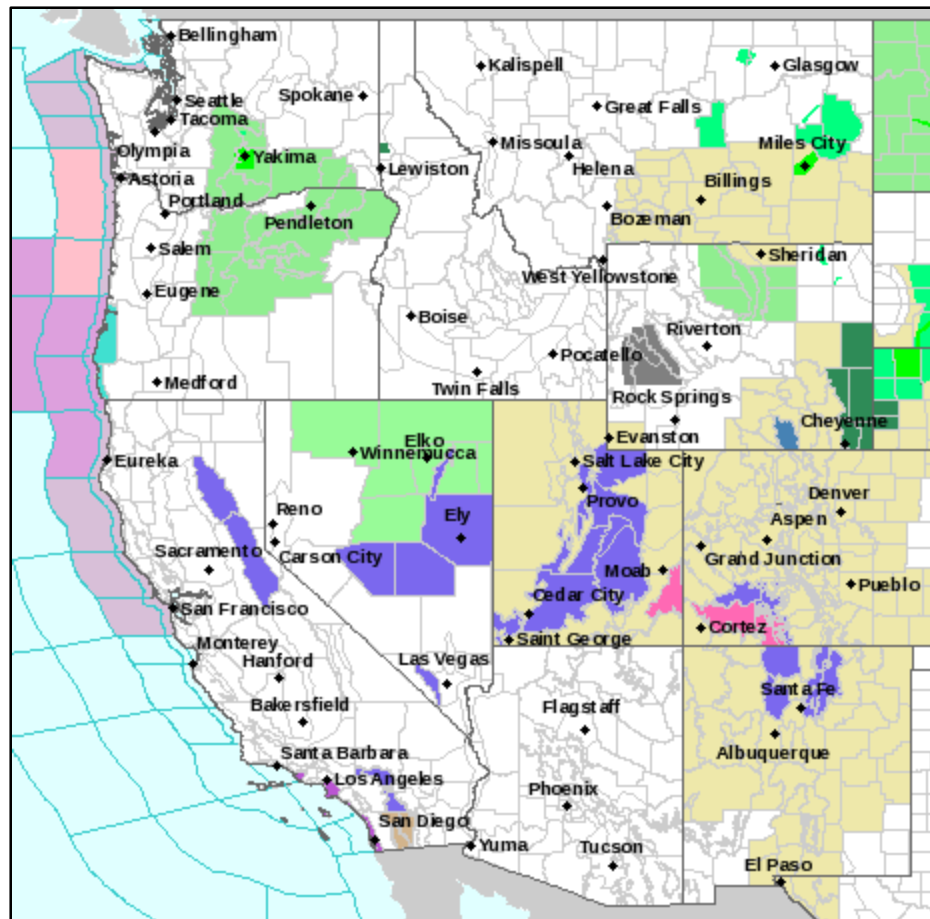 Bellingham
Kalispell
Glasgow
Spokane
Seattle
Great Falls
Tacoma
Missoula
Miles City
Olympia
Yakima
Lewiston
Helena
Astoria
Billings
Portland
Pendleton
Bozeman
Salem
Sheridan
West Yellowstone
Eugene
Boise
Riverton
Pocatello
Medford
Twin Falls
Rock Springs
Cheyenne
Elko
Evanston
Winnemucca
Eureka
Salt Lake City
Provo
Denver
Reno
Ely
Aspen
Sacramento
Carson City
Grand Junction
Moab
Pueblo
Cedar City
San Francisco
Cortez
Saint George
Monterey
Las Vegas
Hanford
Santa Fe
Bakersfield
Flagstaff
Santa Barbara
Albuquerque
Los Angeles
Phoenix
San Diego
Yuma
Tucson
El Paso